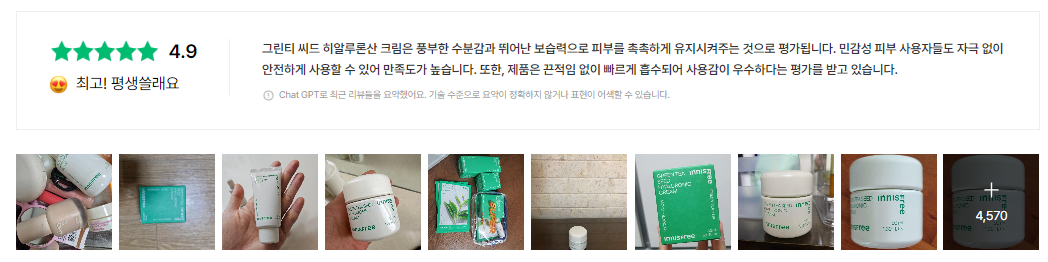 4.9
최고! 평생쓸래요
그린티 씨드 히알루론산 크림은 풍부한 수분감과 뛰어난 보습력으로 피부를 촉촉하게 유지시켜주는 것으로 평가됩니다. 민감성 피부 사용자들도 자극 없이
안전하게 사용할 수 있어 만족도가 높습니다. 또한, 제품은 끈적임 없이 빠르게 흡수되어 사용감이 우수하다는 평가를 받고 있습니다.
Chat GPT로 최근 리뷰들을 요약했어요. 기술 수준으로 요약이 정확하지 않거나 표현이 어색할 수 있습니다.
GREEN TEA
SEED
HYALURONIC
CREAM
innisfree
innisfree
innisfree
innisfree
+
4,570